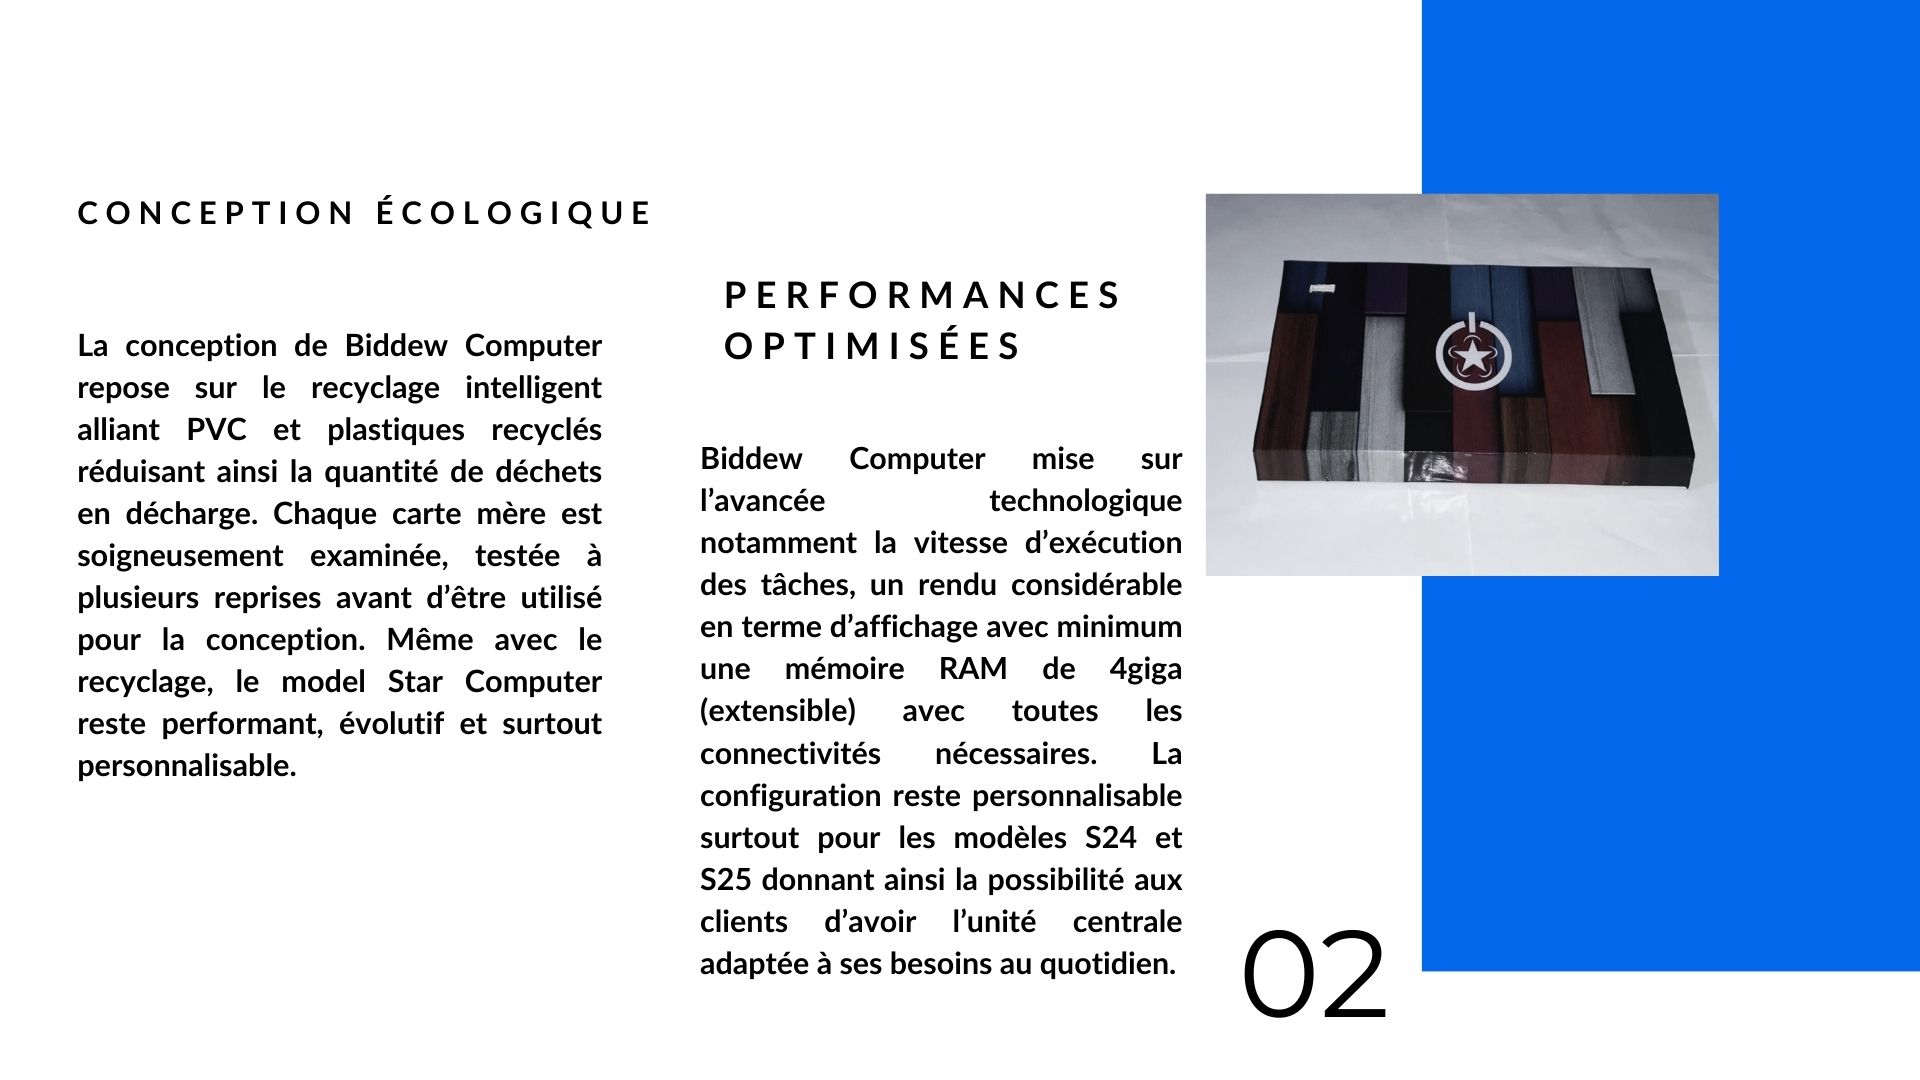 CONCEPTION ÉCOLOGIQUE
La conception de Biddew Computer
repose sur le recyclage intelligent
alliant PVC et plastiques recyclés
réduisant ainsi la quantité de déchets
en décharge. Chaque carte mère est
soigneusement examinée, testée à
plusieurs reprises avant d’être utilisé
pour la conception. Même avec le
recyclage, le model Star Computer
reste performant, évolutif et surtout
personnalisable.
PERFORMANCES
OPTIMISÉES
Biddew Computer mise sur
l’avancée technologique
notamment la vitesse d’exécution
des tâches, un rendu considérable
en terme d’affichage avec minimum
une mémoire RAM de 4giga
(extensible) avec toutes les
connectivités nécessaires. La
configuration reste personnalisable
surtout pour les modèles S24 et
S25 donnant ainsi la possibilité aux
clients d’avoir l’unité centrale
adaptée à ses besoins au quotidien.
02